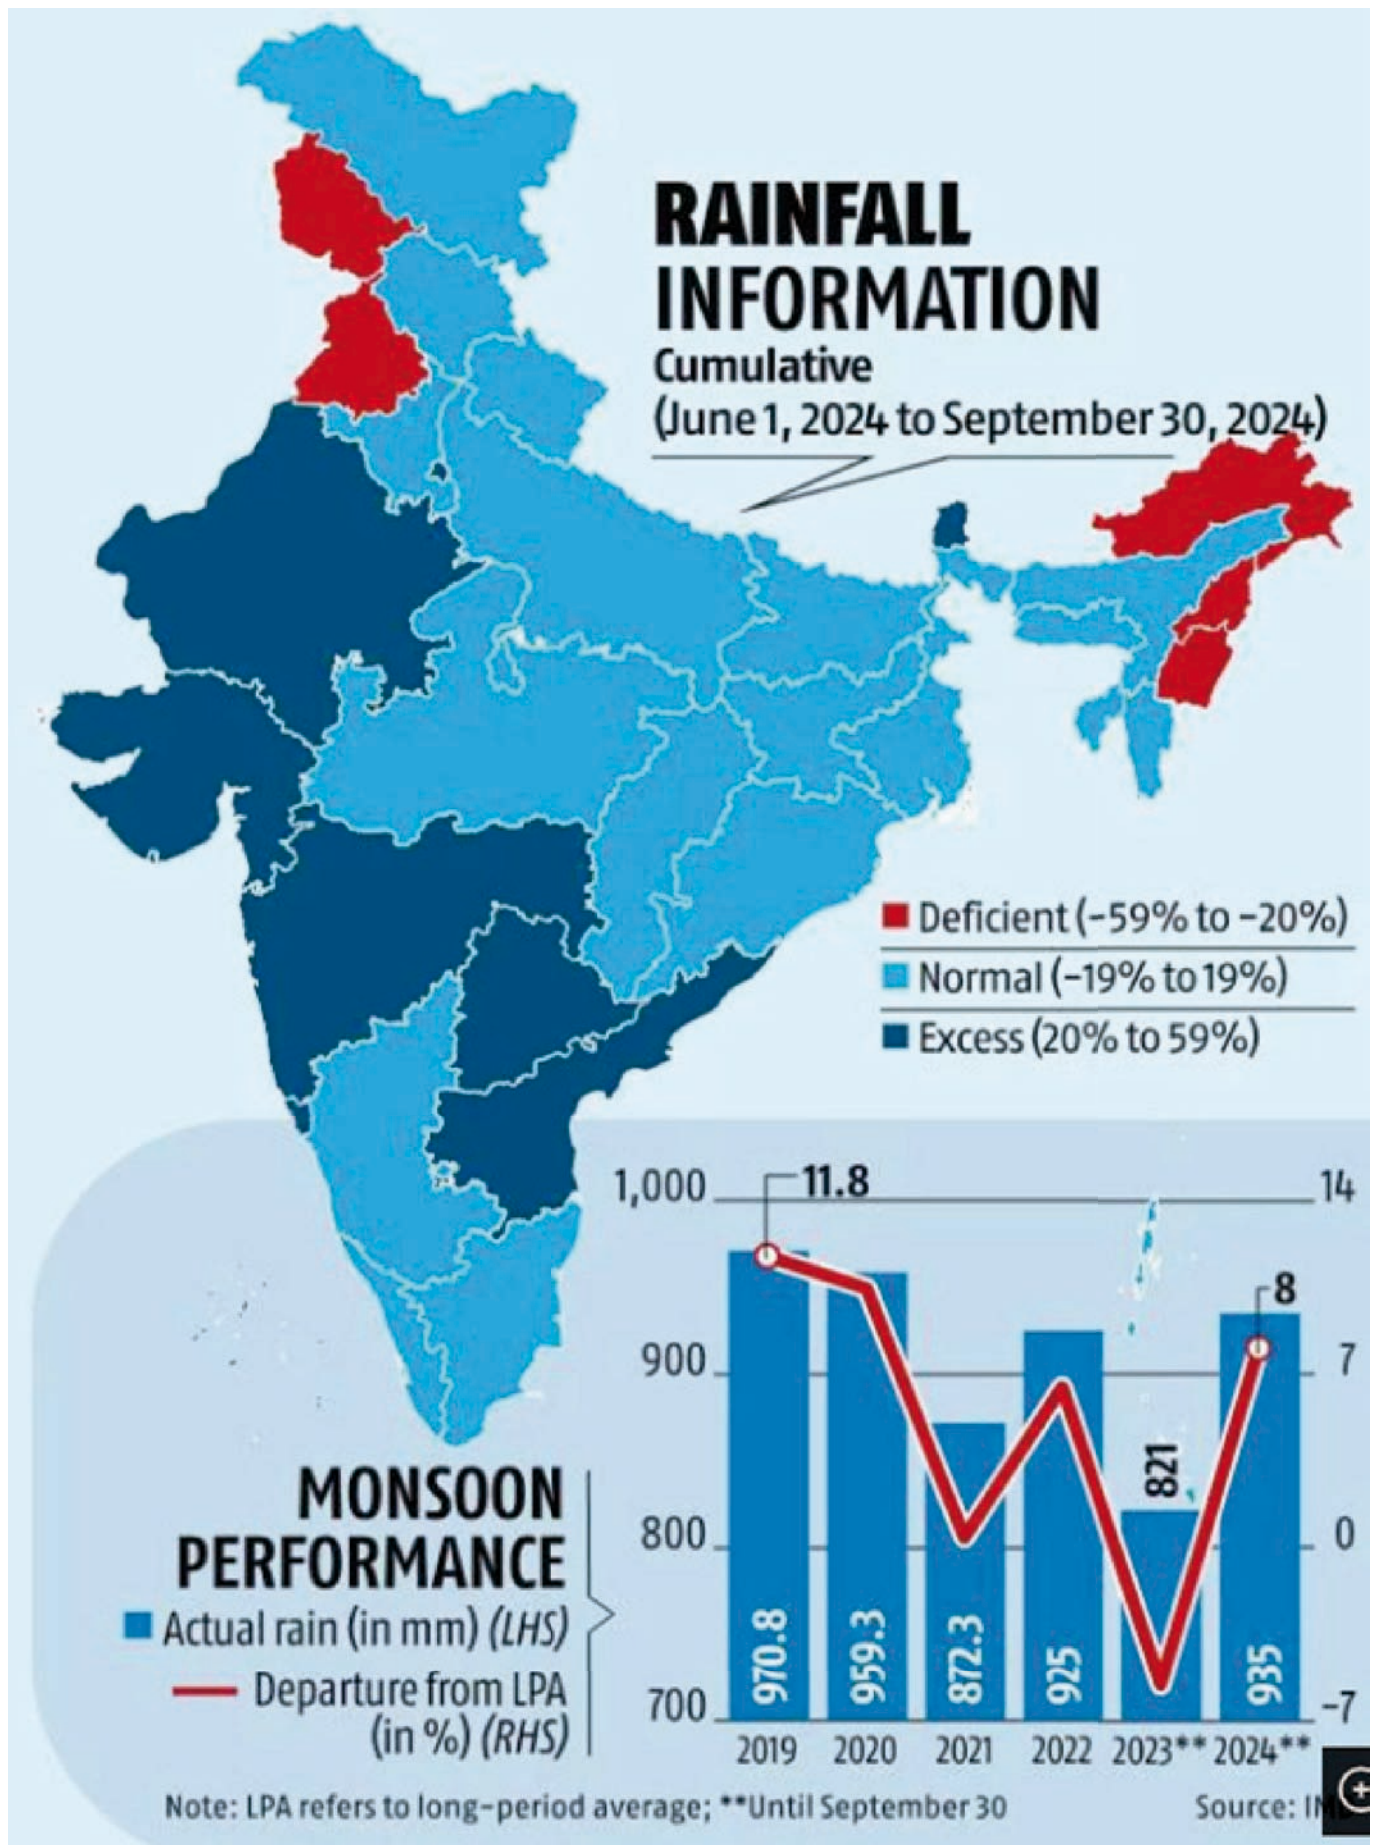 RAINFALL
INFORMATION
Cumulative
(June 1, 2024 to September 30, 2024)
Deficient (-59% to -20%)
Normal (-19% to 19%)
Excess (20% to 59%)
MONSOON
PERFORMANCE
Actual rain (in mm) (LHS)
Departure from LPA
(in %) (RHS)
1,000
900
800
700
14
7
0
-7
11.8
8
970.8
959.3
872.3
925
821
935
2019 2020 2021 2022 2023** 2024**
Note: LPA refers to long-period average; **Until September 30
Source: